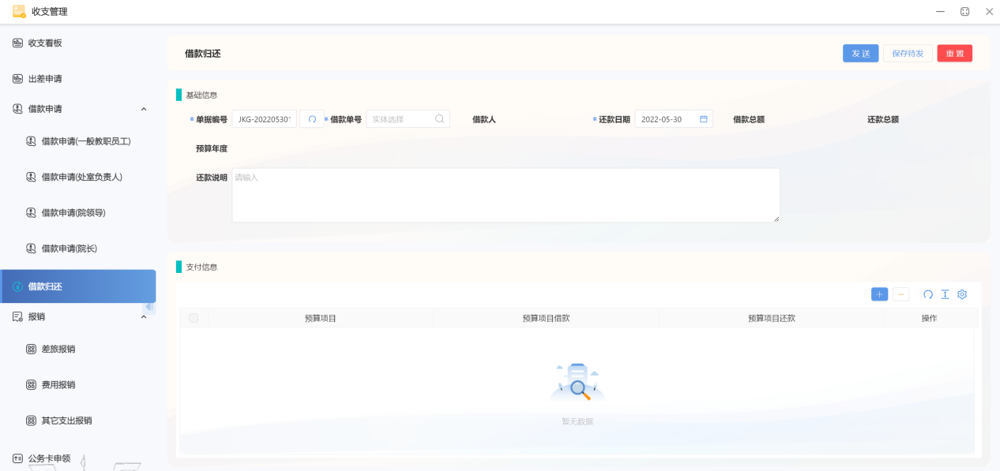 收支管理
收支看板
出差申请
借款申请
借款申请(一般教职员工)
借款申请(处室负责人)
借款申请(院领导)
借款申请(院长)
借款归还
报销
差旅报销
费用报销
其它支出报销
公务卡申领
借款归还
发 送 保存待发 重 置
基础信息
* 单据编号 JKG-202205301 * 借款单号 实体选择 借款人 * 还款日期 2022-05-30 借款总额 还款总额
预算年度
还款说明 请输入
支付信息
预算项目 预算项目借款 预算项目还款 操作
暂无数据